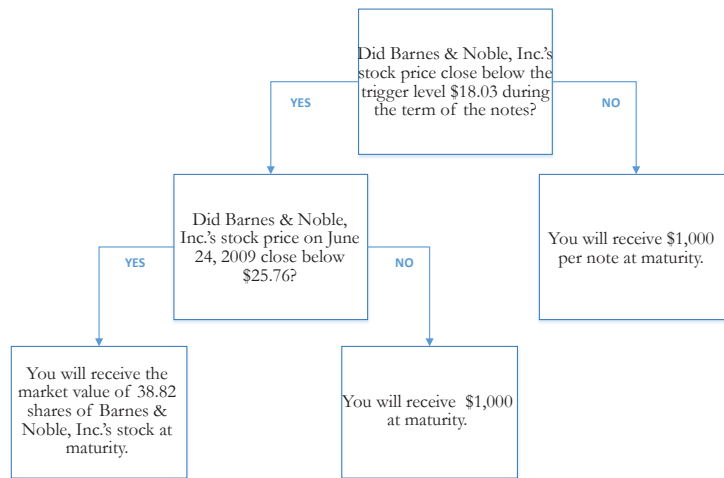 Did Barnes & Noble, Inc.'s
stock price close below the
trigger level $18.03 during
the term of the notes?
YES
NO
Did Barnes & Noble,
Inc.'s stock price on June
24, 2009 close below
$25.76?
You will receive $1,000
per note at maturity.
YES
NO
You will receive the
market value of 38.82
shares of Barnes &
Noble, Inc.'s stock at
maturity.
You will receive $1,000
at maturity.